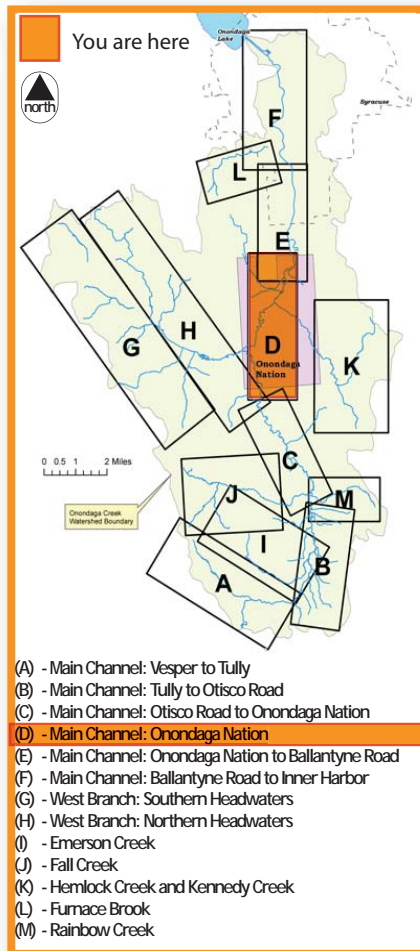 You are here
north
Onondaga
Lake
Syracuse
F
L
E
D
Onondaga
Nation
H
G
K
C
0 0.5 1 2 Miles
J
M
Onondaga Creek
Watershed Boundary
I
B
A
(A) - Main Channel: Vesper to Tully
(B) - Main Channel: Tully to Otisco Road
(C) - Main Channel: Otisco Road to Onondaga Nation
(D) - Main Channel: Onondaga Nation
(E) - Main Channel: Onondaga Nation to Ballantyne Road
(F) - Main Channel: Ballantyne Road to Inner Harbor
(G) - West Branch: Southern Headwaters
(H) - West Branch: Northern Headwaters
(I) - Emerson Creek
(J) - Fall Creek
(K) - Hemlock Creek and Kennedy Creek
(L) - Furnace Brook
(M) - Rainbow Creek